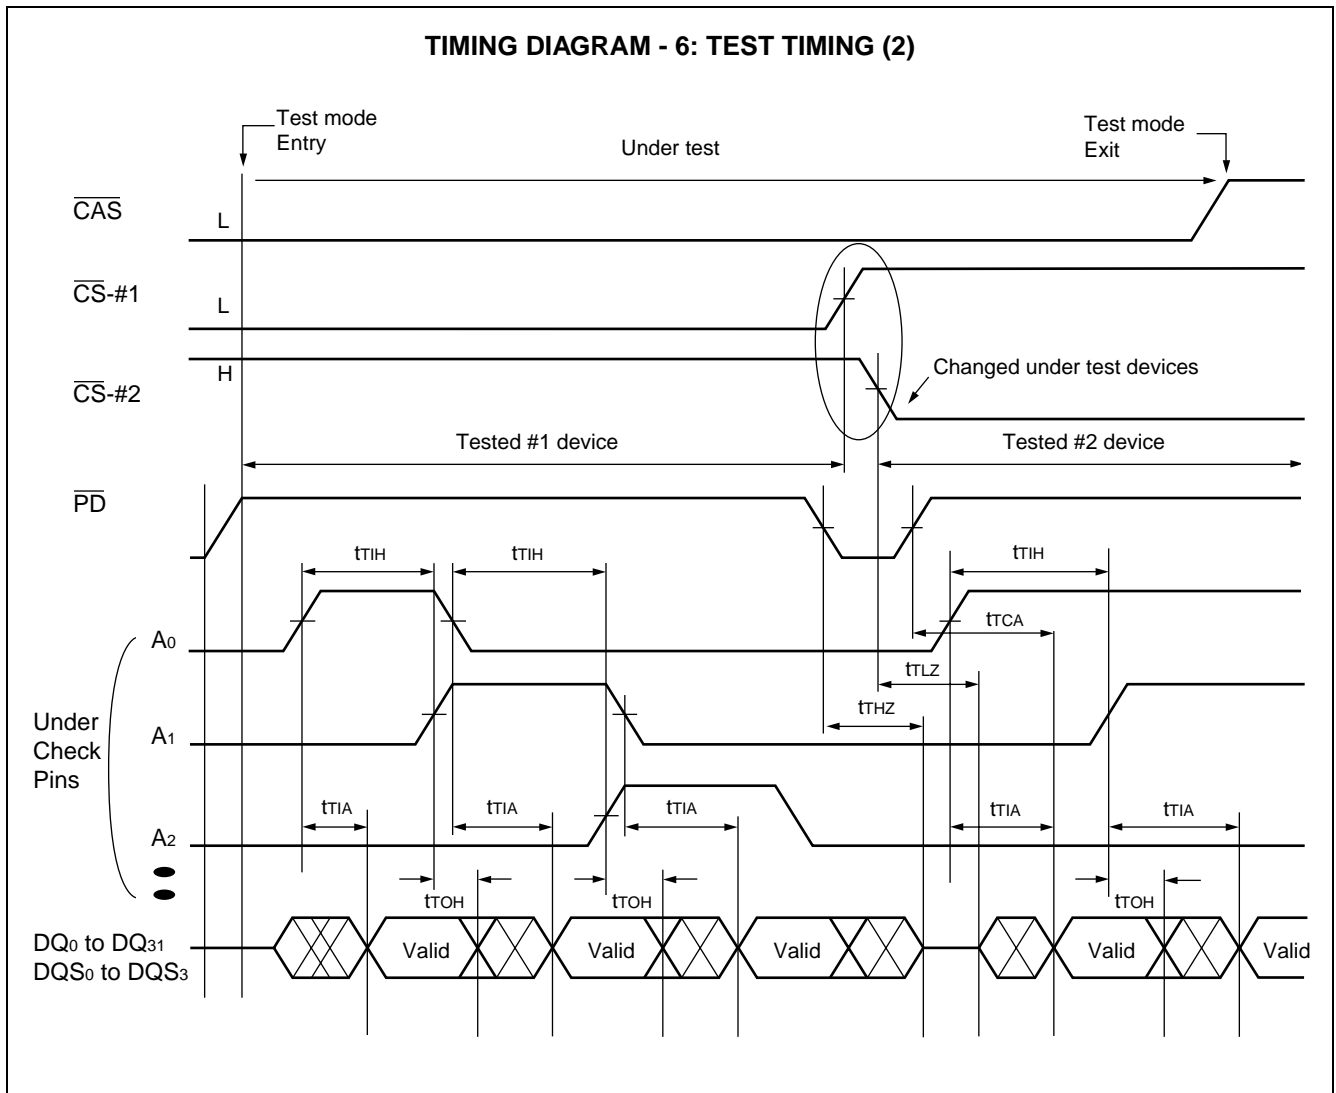 TIMING DIAGRAM - 6: TEST TIMING (2)
Test mode
Entry
Under test
Test mode
Exit
CAS
L
CS-#1
L
H
CS-#2
Changed under test devices
Tested #1 device
Tested #2 device
PD
tTIH
tTIH
tTIH
A0
tTCA
tTLZ
tTHZ
Under
Check
Pins
A1
tTIA
tTIA
tTIA
tTIA
tTIA
A2
tTOH
tTOH
tTOH
DQ0 to DQ31
DQS0 to DQS3
Valid
Valid
Valid
Valid
Valid